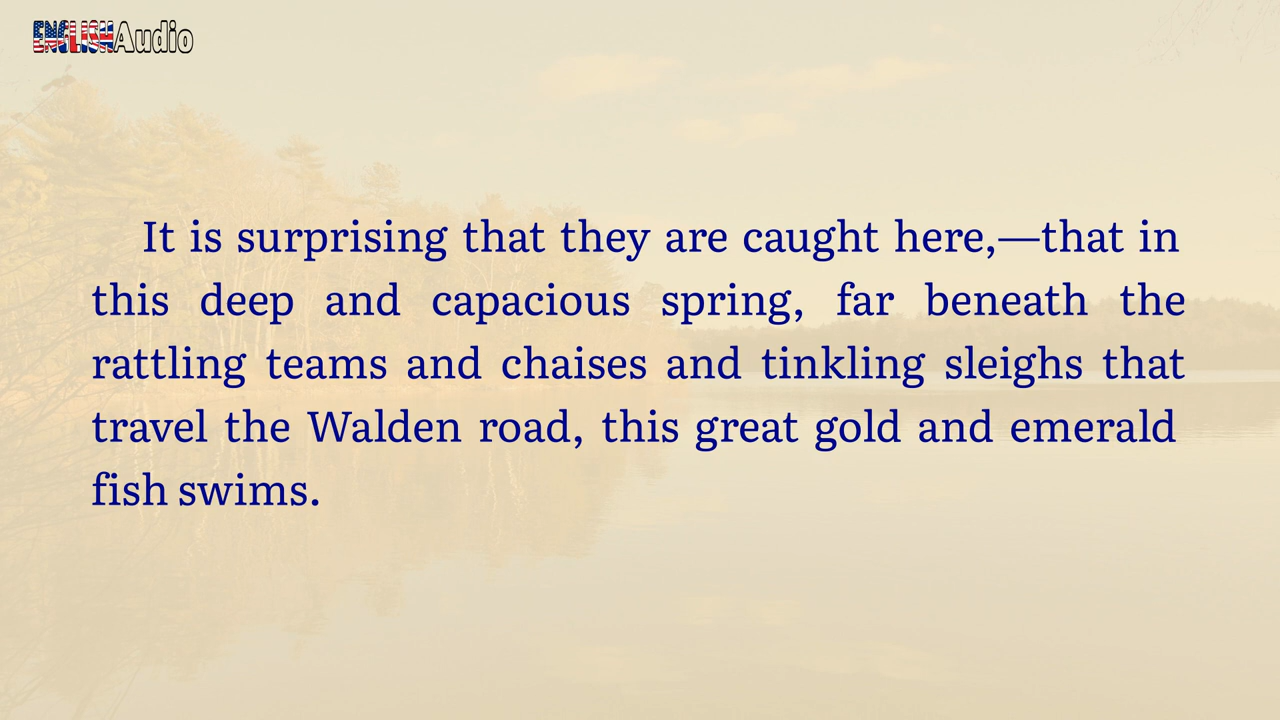 ENGLISHAudio
It is surprising that they are caught here,—that in
this deep and capacious spring, far beneath the
rattling teams and chaises and tinkling sleighs that
travel the Walden road, this great gold and emerald
fish swims.